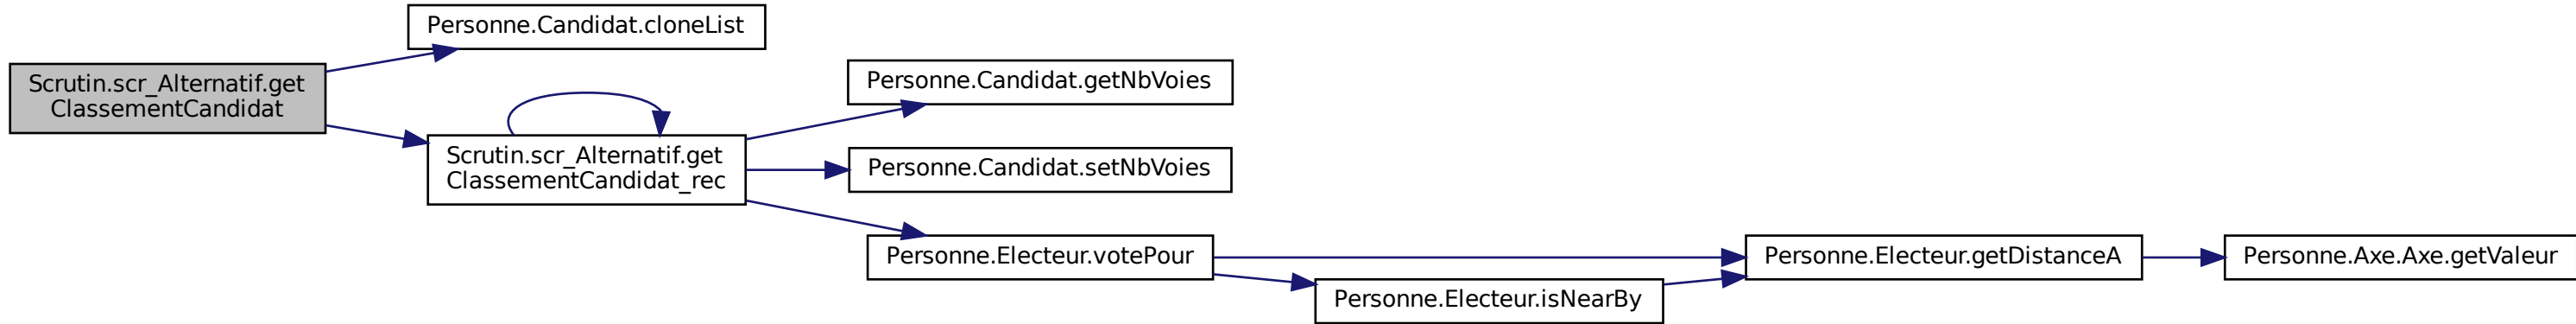 Personne.Candidat.cloneList
Scrutin.scr_Alternatif.get
ClassementCandidat
Personne.Candidat.getNbVoies
Scrutin.scr_Alternatif.get
ClassementCandidat_rec
Personne.Candidat.setNbVoies
Personne.Electeur.votePour
Personne.Electeur.getDistanceA
Personne.Axe.Axe.getValeur
Personne.Electeur.isNearBy